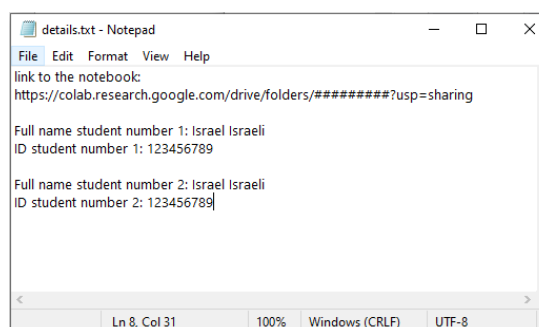 details.txt - Notepad
File Edit Format View Help
link to the notebook:
https://colab.research.google.com/drive/folders/#########?usp=sharing
Full name student number 1: Israel Israeli
ID student number 1: 123456789
Full name student number 2: Israel Israeli
ID student number 2: 123456789
Ln 8, Col 31 100% Windows (CRLF) UTF-8